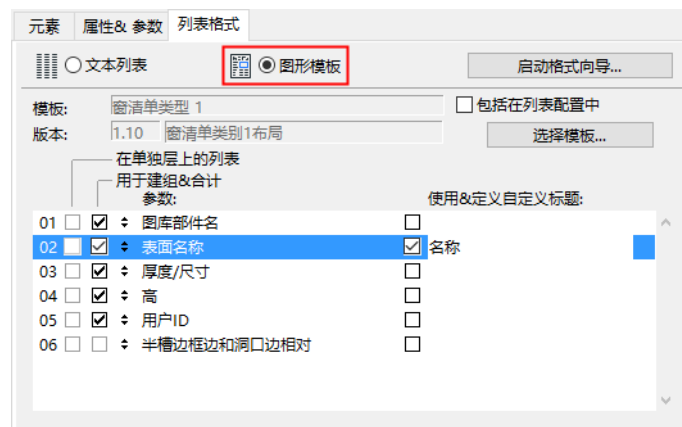 元素 属性& 参数 列表格式
文本列表 图形模板 启动格式向导...
模板: 窗清单类型 1 包括在列表配置中
版本: 1.10 窗清单类别1布局 选择模板...
在单独层上的列表
用于建组&合计
参数: 使用&定义自定义标题:
01 图库部件名
02 表面名称 名称
03 厚度/尺寸
04 高
05 用户ID
06 半槽边框边和洞口边相对